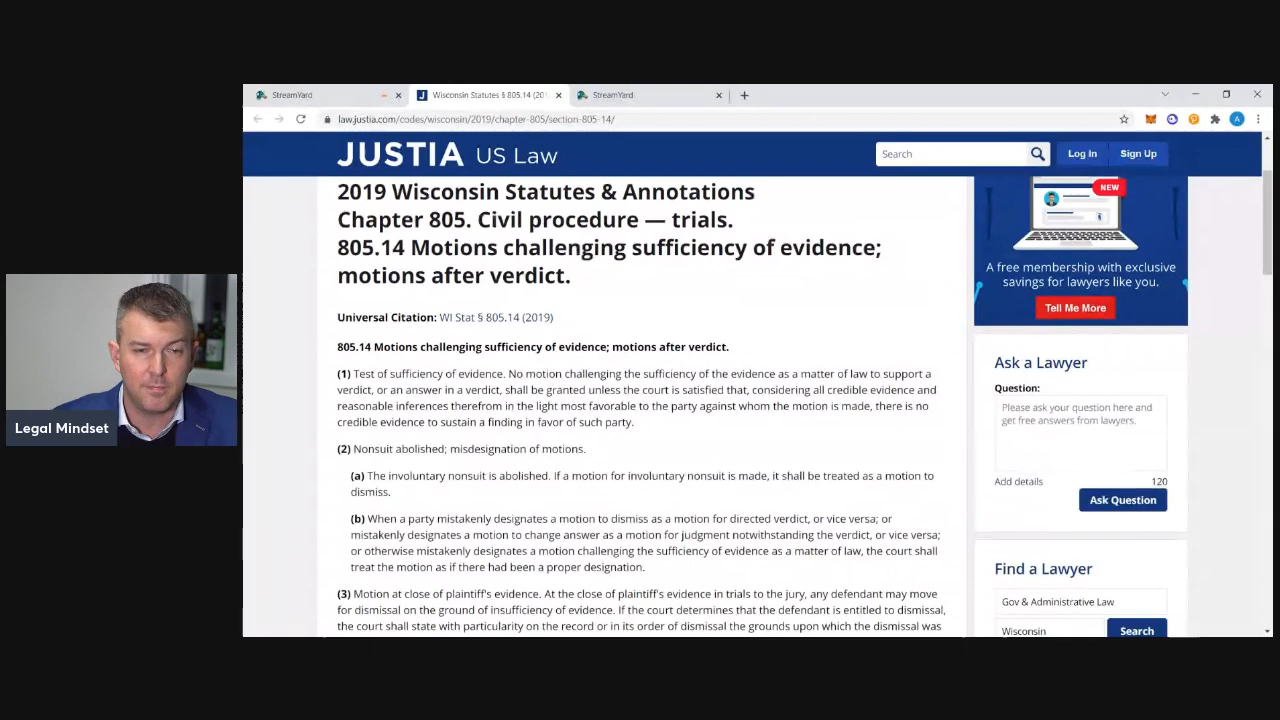 StreamYard
Wisconsin Statutes § 805.14 (201
StreamYard
law.justia.com/codes/wisconsin/2019/chapter-805/section-805-14/
A
JUSTIA US Law
Search
Log In
Sign Up
2019 Wisconsin Statutes & Annotations
Chapter 805. Civil procedure — trials.
805.14 Motions challenging sufficiency of evidence;
motions after verdict.
Universal Citation: WI Stat § 805.14 (2019)
805.14 Motions challenging sufficiency of evidence; motions after verdict.
(1) Test of sufficiency of evidence. No motion challenging the sufficiency of the evidence as a matter of law to support a
verdict, or an answer in a verdict, shall be granted unless the court is satisfied that, considering all credible evidence and
reasonable inferences therefrom in the light most favorable to the party against whom the motion is made, there is no
credible evidence to sustain a finding in favor of such party.
(2) Nonsuit abolished; misdesignation of motions.
(a) The involuntary nonsuit is abolished. If a motion for involuntary nonsuit is made, it shall be treated as a motion to
dismiss.
(b) When a party mistakenly designates a motion to dismiss as a motion for directed verdict, or vice versa; or
mistakenly designates a motion to change answer as a motion for judgment notwithstanding the verdict, or vice versa;
or otherwise mistakenly designates a motion challenging the sufficiency of evidence as a matter of law, the court shall
treat the motion as if there had been a proper designation.
(3) Motion at close of plaintiff's evidence. At the close of plaintiff's evidence in trials to the jury, any defendant may move
for dismissal on the ground of insufficiency of evidence. If the court determines that the defendant is entitled to dismissal,
the court shall state with particularity on the record or in its order of dismissal the grounds upon which the dismissal was
NEW
A free membership with exclusive
savings for lawyers like you.
Tell Me More
Ask a Lawyer
Question:
Please ask your question here and
get free answers from lawyers.
Add details
120
Ask Question
Find a Lawyer
Gov & Administrative Law
Wisconsin
Search
Legal Mindset